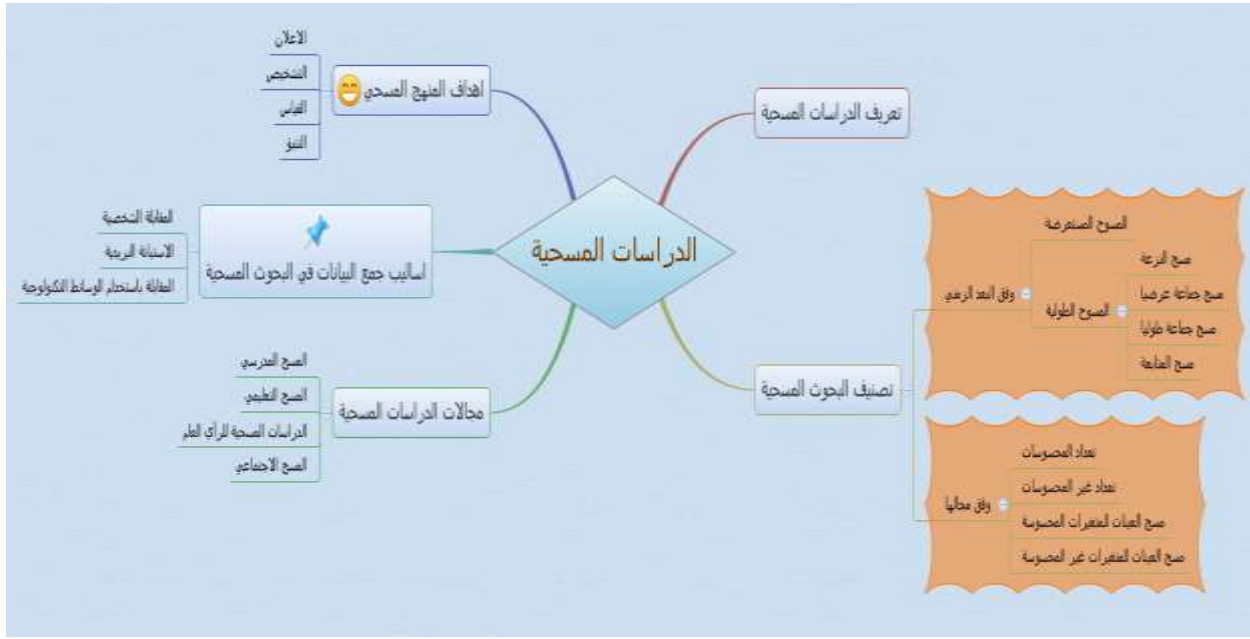 الدراسات المسحية
تعريف الدراسات المسحية
تصنيف البحوث المسحية
وفق البعد الزمني
المسوح المستعرضة
المسوح الطولية
مسح النزعة
مسح جماعة عرضيا
مسح جماعة طوليا
مسح المتابعة
وفق مجالها
تعداد المحسوسات
تعداد غير المحسوسات
مسح العينات للمتغيرات المحسوسة
مسح العينات للمتغيرات غير المحسوسة
اهداف المنهج المسحي
الاعلان
التشخيص
القياس
التنبؤ
اساليب جمع البيانات في البحوث المسحية
المقابلة الشخصية
الاستبانة البريدية
المقابلة باستخدام الوسائط التكنولوجية
مجالات الدراسات المسحية
المسح المدرسي
المسح التعليمي
الدراسات المسحية للرأي العام
المسح الاجتماعي